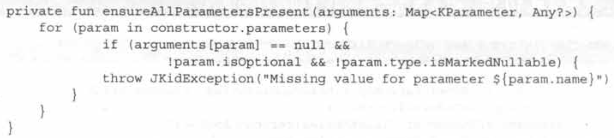 private fun ensureAllParametersPresent(arguments: Map<KParameter, Any?>) {
    for (param in constructor.parameters) {
            if (arguments[param] == null &&
                    !param.isOptional && !param.type.isMarkedNullable) {
            throw JKidException("Missing value for parameter ${param.name}")
        }
    }
}